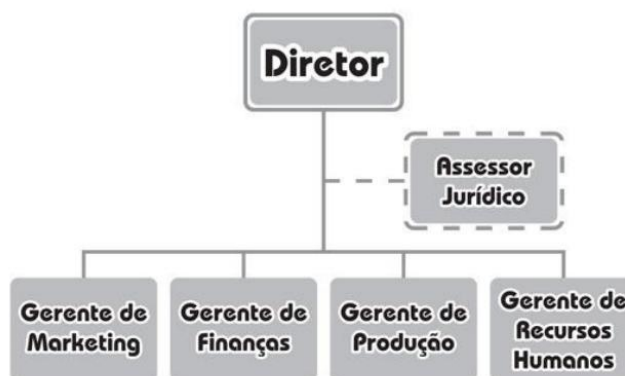 Diretor
Assessor
Jurídico
Gerente de
Marketing
Gerente de
Finanças
Gerente de
Produção
Gerente de
Recursos
Humanos